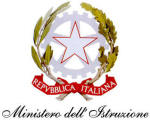 REPVBBLICA ITALIANA
Ministero dell'Istruzione